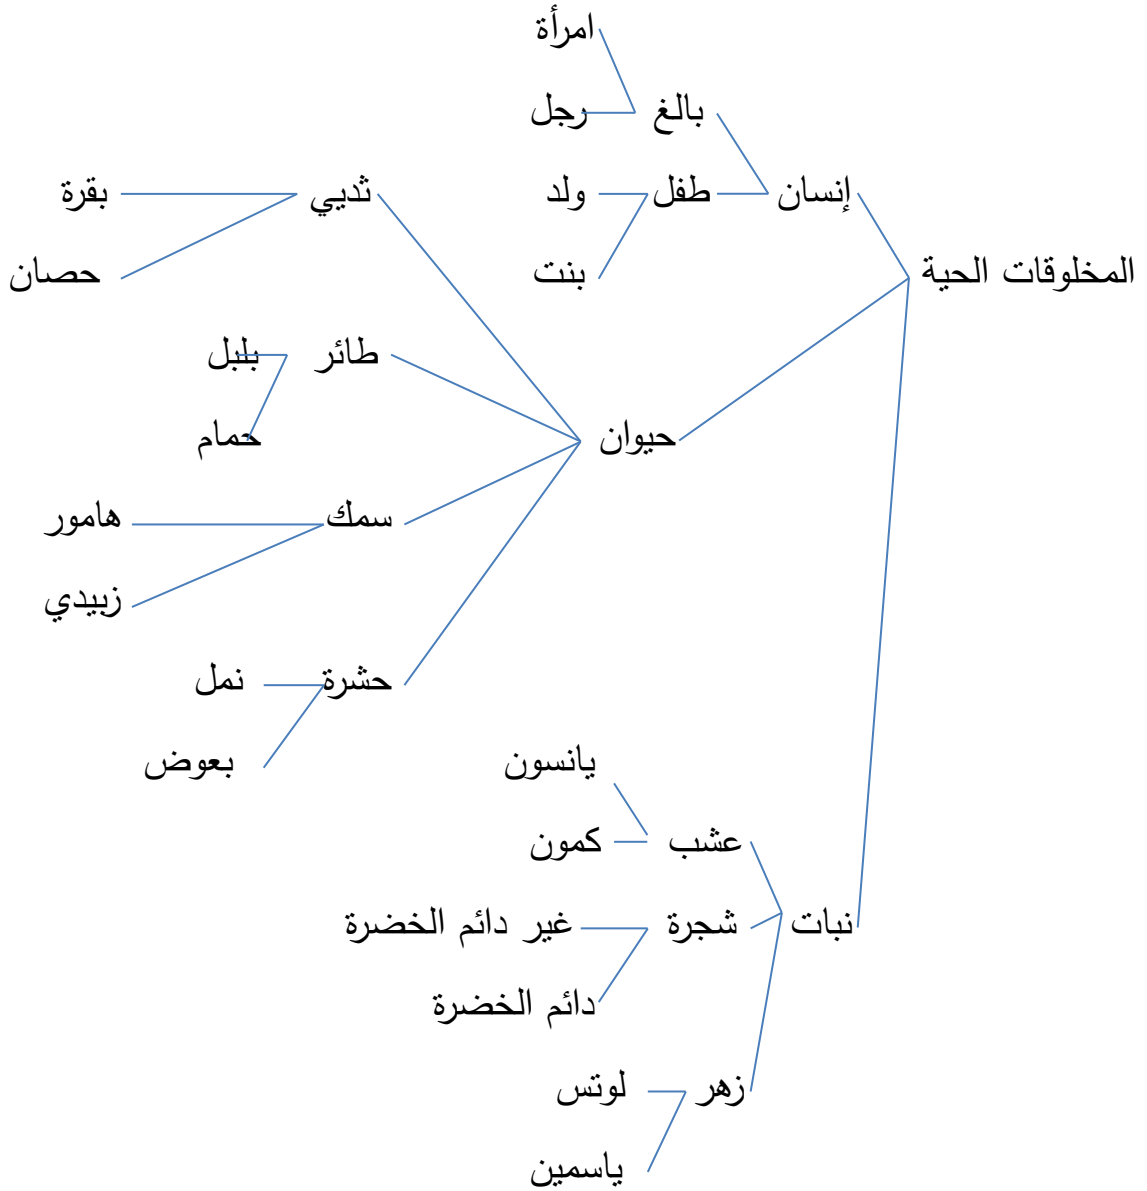 امرأة
بالغ
رجل
إنسان
طفل
ولد
ثديي
بقرة
المخلوقات الحية
بنت
حصان
طائر
بلبل
حيوان
حمام
سمك
هامور
زبيدي
حشرة
نمل
يانسون
بعوض
عشب
كمون
نبات
شجرة
غير دائم الخضرة
دائم الخضرة
زهر
لوتس
ياسمين